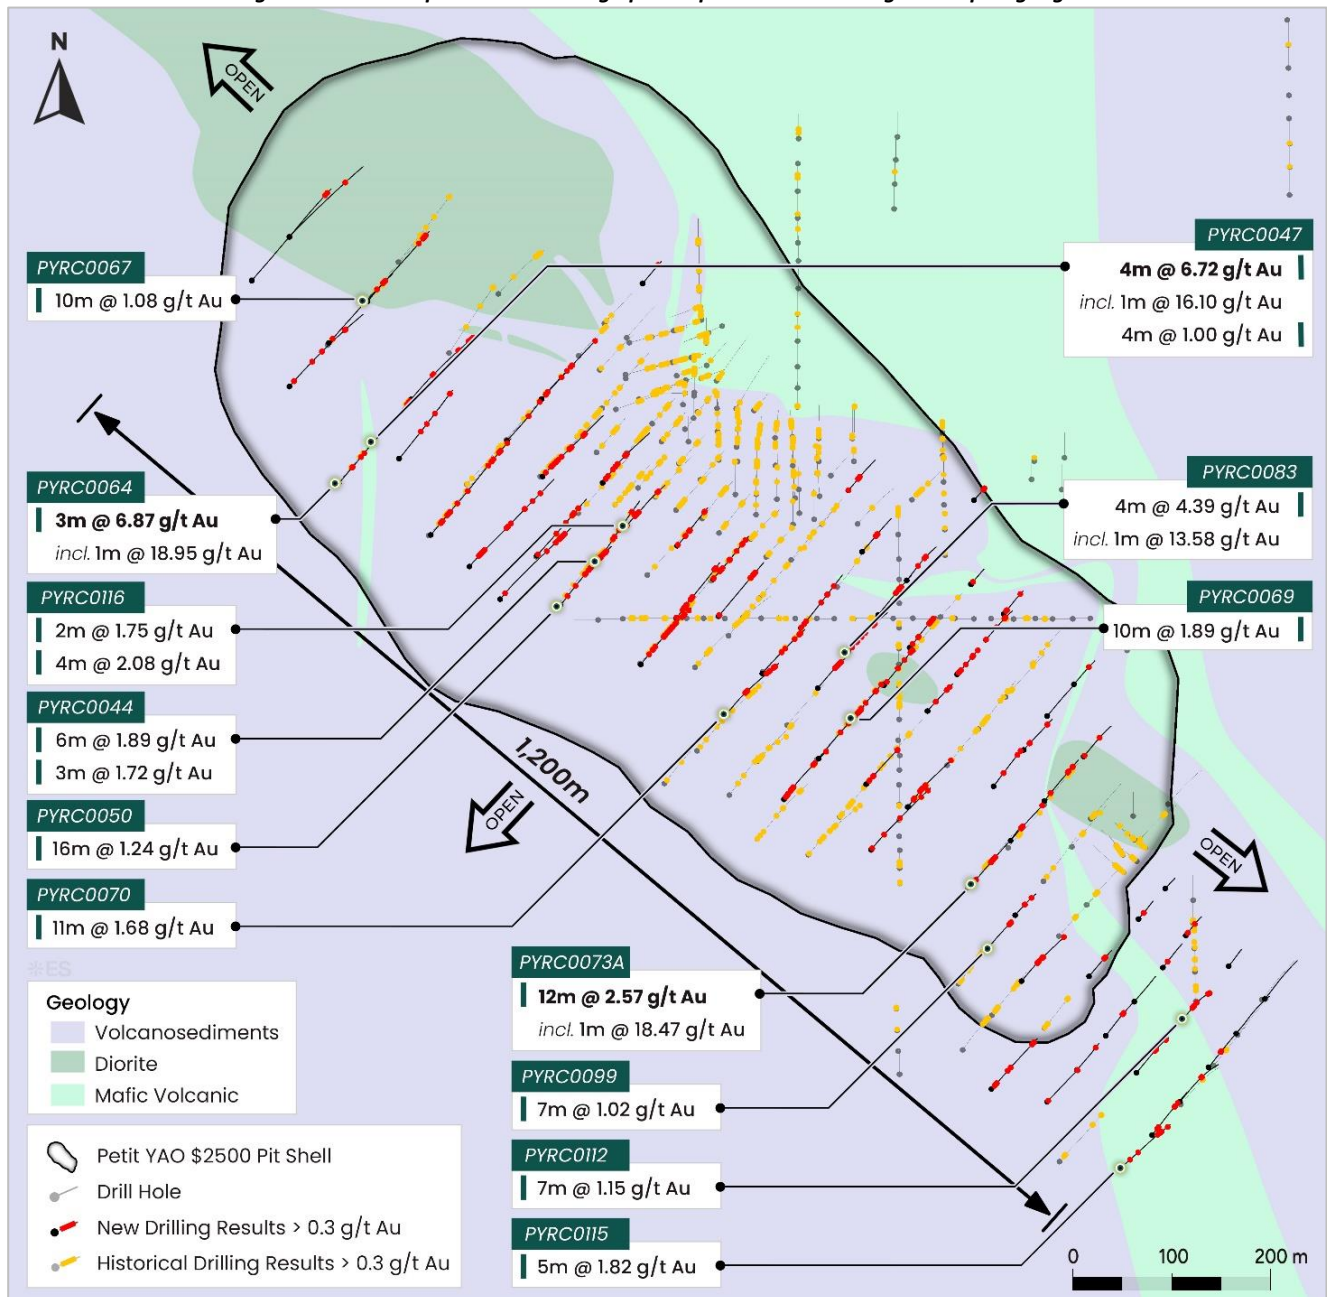 N
OPEN
PYRC0067
10m @ 1.08 g/t Au
PYRC0047
4m @ 6.72 g/t Au
incl. 1m @ 16.10 g/t Au
4m @ 1.00 g/t Au
PYRC0064
3m @ 6.87 g/t Au
incl. 1m @ 18.95 g/t Au
PYRC0083
4m @ 4.39 g/t Au
incl. 1m @ 13.58 g/t Au
PYRC0116
2m @ 1.75 g/t Au
4m @ 2.08 g/t Au
PYRC0069
10m @ 1.89 g/t Au
PYRC0044
6m @ 1.89 g/t Au
3m @ 1.72 g/t Au
1,200m
OPEN
OPEN
PYRC0050
16m @ 1.24 g/t Au
PYRC0070
11m @ 1.68 g/t Au
PYRC0073A
12m @ 2.57 g/t Au
incl. 1m @ 18.47 g/t Au
PYRC0099
7m @ 1.02 g/t Au
PYRC0112
7m @ 1.15 g/t Au
PYRC0115
5m @ 1.82 g/t Au
ES
Geology
Volcanosediments
Diorite
Mafic Volcanic
Petit YAO $2500 Pit Shell
Drill Hole
New Drilling Results > 0.3 g/t Au
Historical Drilling Results > 0.3 g/t Au
0 100 200 m